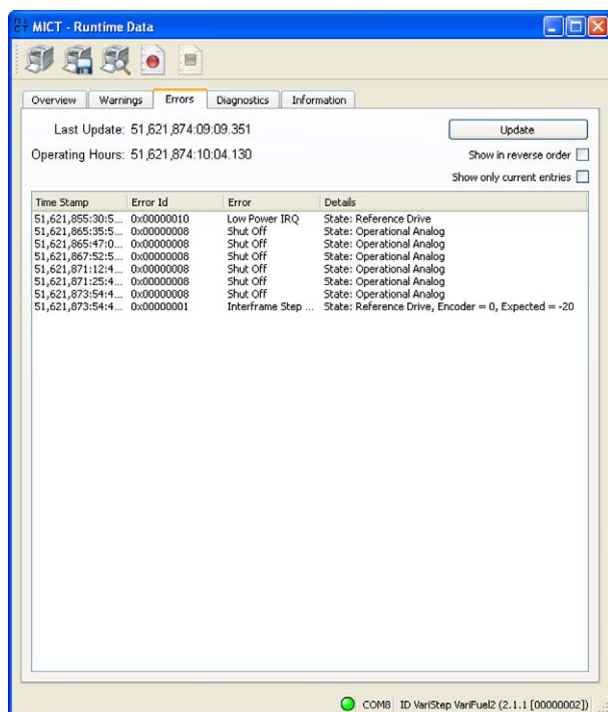 MICT - Runtime Data
Overview Warnings Errors Diagnostics Information
Last Update: 51,621,874:09:09.351 Update
Operating Hours: 51,621,874:10:04.130 Show in reverse order
Show only current entries
Time Stamp Error Id Error Details
51,621,855:30:5... 0x00000010 Low Power IRQ State: Reference Drive
51,621,865:35:5... 0x00000008 Shut Off State: Operational Analog
51,621,865:47:0... 0x00000008 Shut Off State: Operational Analog
51,621,867:52:5... 0x00000008 Shut Off State: Operational Analog
51,621,871:12:4... 0x00000008 Shut Off State: Operational Analog
51,621,871:25:4... 0x00000008 Shut Off State: Operational Analog
51,621,873:54:4... 0x00000008 Shut Off State: Operational Analog
51,621,873:54:4... 0x00000001 Interframe Step ... State: Reference Drive, Encoder = 0, Expected = -20
COM8 ID VariStep VariFuel2 (2.1.1 [00000002])